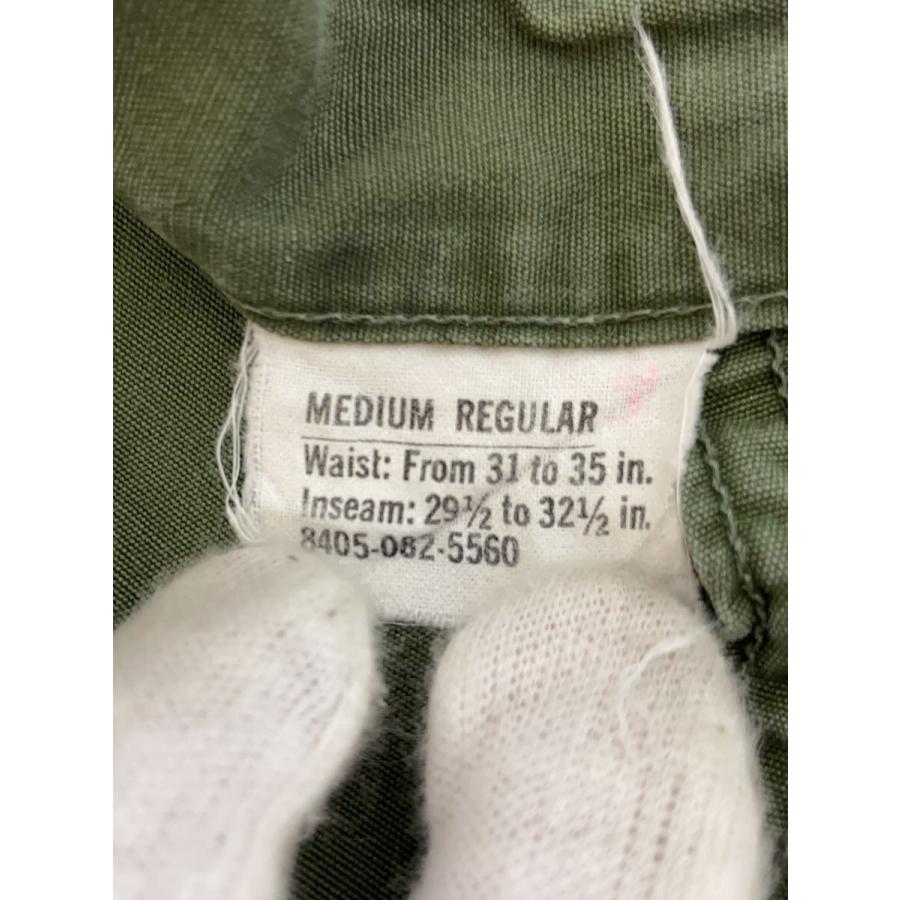 MEDIUM REGULAR
Waist: From 31 to 35 in.
Inseam: 29½ to 32½ in.
8405-082-5560